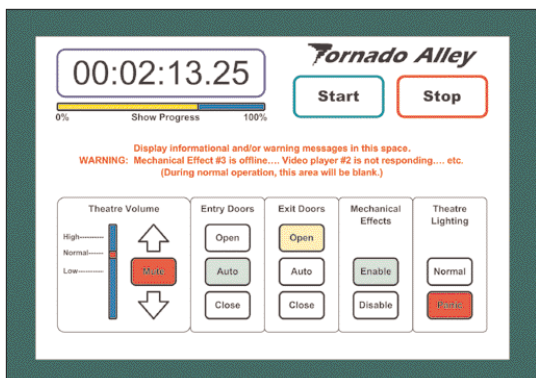 00:02:13.25
Tornado Alley
Start
Stop
0% Show Progress 100%
Display informational and/or warning messages in this space.
WARNING: Mechanical Effect #3 is offline.... Video player #2 is not responding.... etc.
(During normal operation, this area will be blank.)
Theatre Volume
High
Normal
Low
Mute
Entry Doors
Open
Auto
Close
Exit Doors
Open
Auto
Close
Mechanical
Effects
Enable
Disable
Theatre
Lighting
Normal
Panic